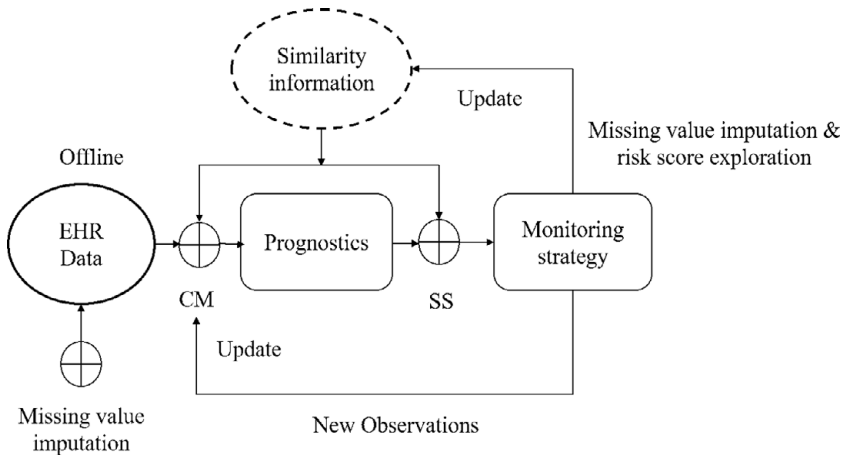 Similarity
information
Update
Missing value imputation &
risk score exploration
Offline
EHR
Data
Prognostics
Monitoring
strategy
CM
SS
Update
Missing value
imputation
New Observations